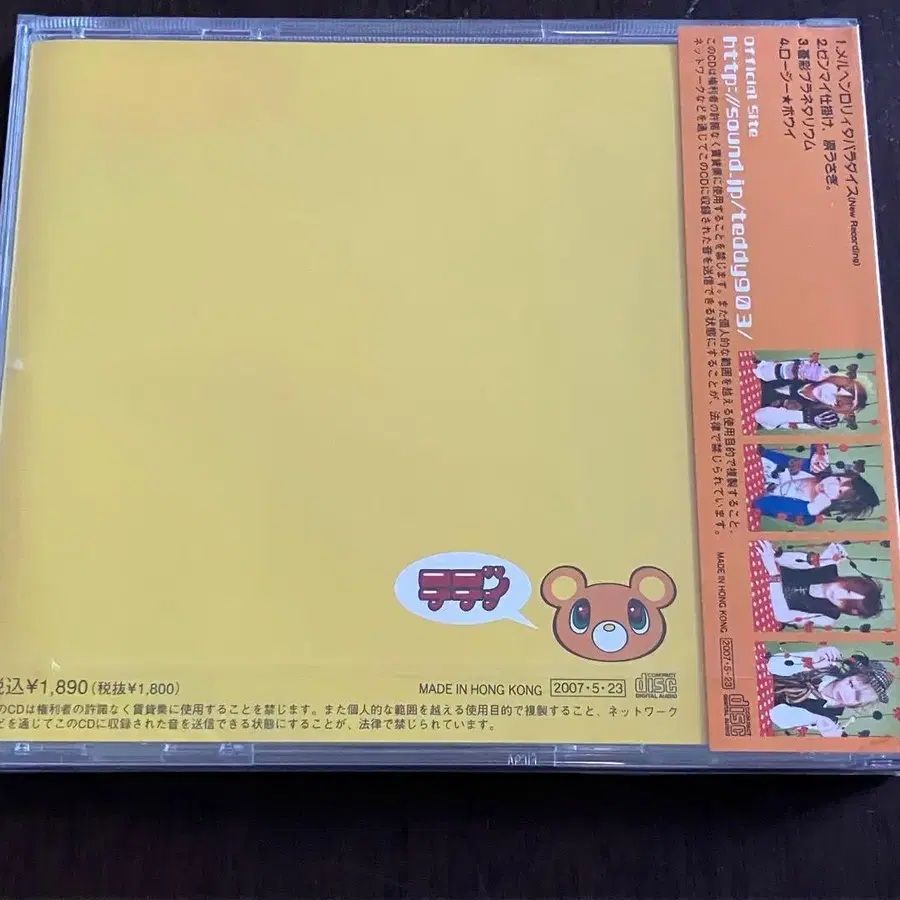 1.メルヘンロリィタパラダイス(New Recording)
2.ゼンマイ仕掛け、うさぎ。
3.プラネタリウム
4.ロージー★ボウイ
Official Site
http://sound.jp/teddy903/
このCDは権利者の許諾なく賃貸業に使用することを禁じます。また個人的な範囲を越える使用目的で複製すること、
ネットワークなどを通じてこのCDに収録された音を送信できる状態にすることが、法律で禁じられています。
MADE IN HONG KONG
2007・5・23
COMPACT
disc
DIGITAL AUDIO
テディ
税込¥1,890(税抜¥1,800)
MADE IN HONG KONG
2007・5・23
COMPACT
disc
DIGITAL AUDIO
のCDは権利者の許諾なく賃貸業に使用することを禁じます。また個人的な範囲を越える使用目的で複製すること、ネットワーク
どを通じてこのCDに収録された音を送信できる状態にすることが、法律で禁じられています。